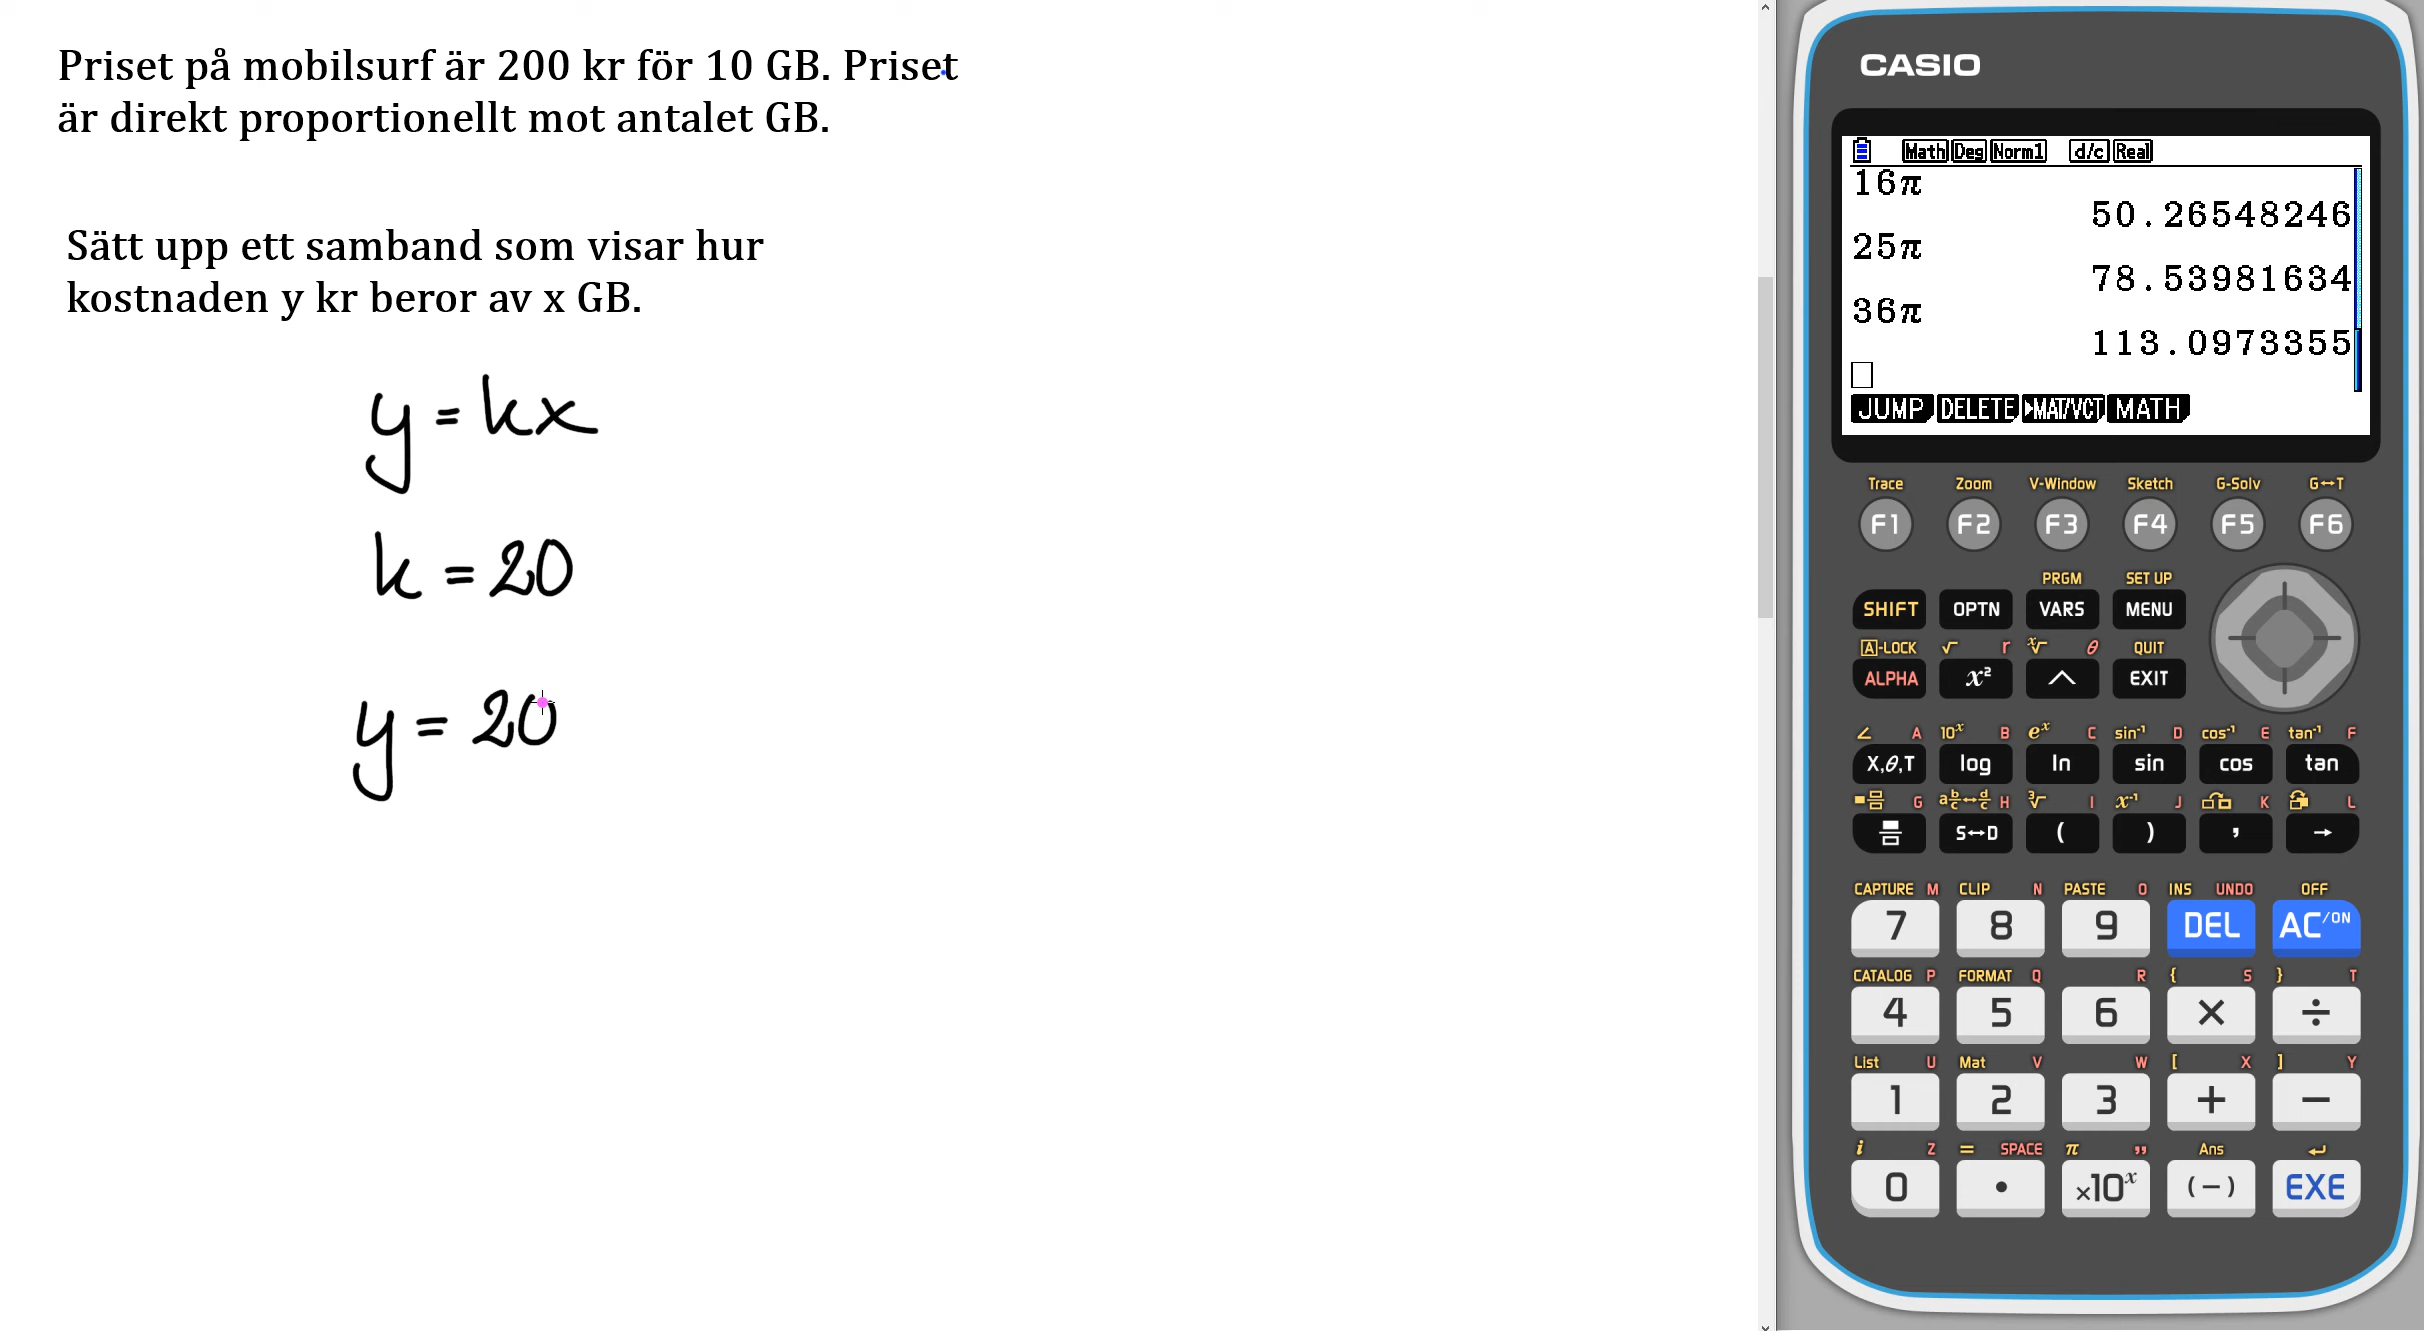 Priset på mobilsurf är 200 kr för 10 GB. Priset
är direkt proportionellt mot antalet GB.
Sätt upp ett samband som visar hur
kostnaden y kr beror av x GB.
y = kx
k = 20
y = 20
CASIO
Math Deg Norm1 d/c Real
16π
50.26548246
25π
78.53981634
36π
113.0973355
JUMP DELETE ▶MAT/VCT MATH
Trace Zoom V-Window Sketch G-Solv G↔T
F1 F2 F3 F4 F5 F6
PRGM SET UP
SHIFT OPTN VARS MENU
A-LOCK √ r ˣ√ θ QUIT
ALPHA x² ^ EXIT
∠ A 10ˣ B eˣ C sin⁻¹ D cos⁻¹ E tan⁻¹ F
X,θ,T log ln sin cos tan
G a b/c↔d/c H ³√ I x⁻¹ J K L
S↔D ( ) , →
CAPTURE M CLIP N PASTE O INS UNDO OFF
7 8 9 DEL AC/ON
CATALOG P FORMAT Q R { S } T
4 5 6 × ÷
List U Mat V W [ X ] Y
1 2 3 + −
i Z = SPACE π " Ans ↵
0 . ×10ˣ (−) EXE